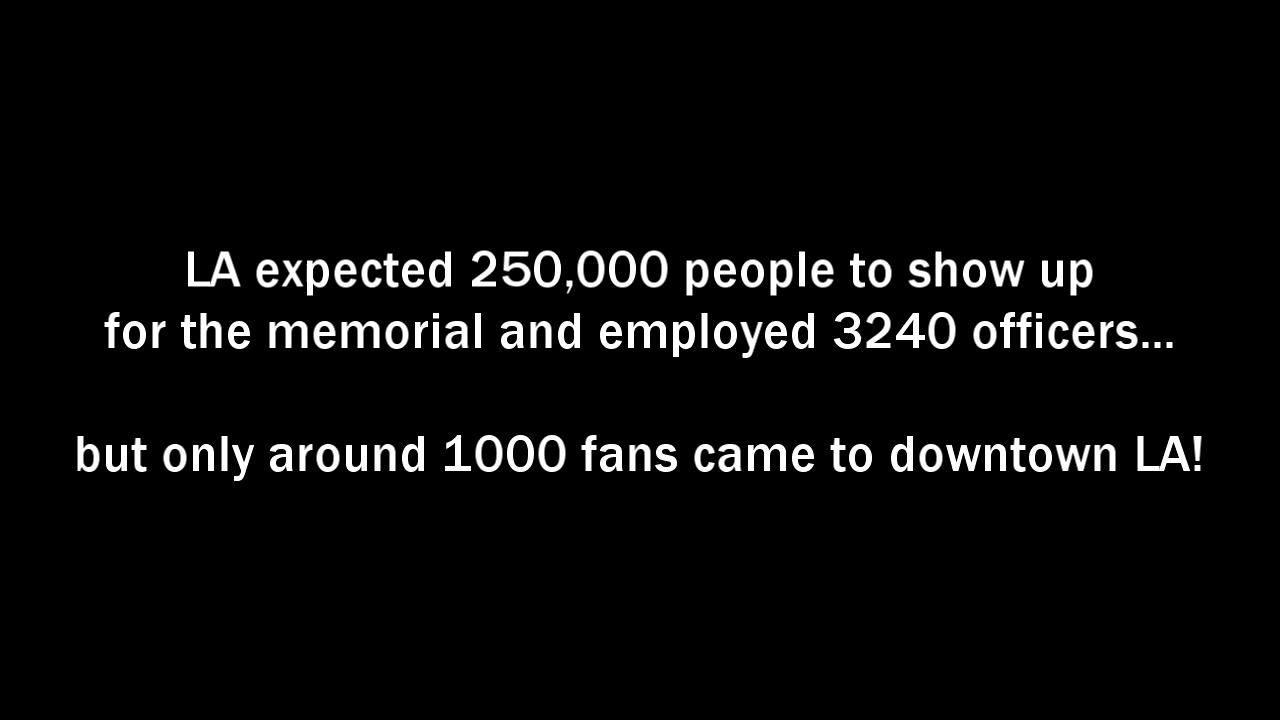 LA expected 250,000 people to show up
for the memorial and employed 3240 officers...
but only around 1000 fans came to downtown LA!